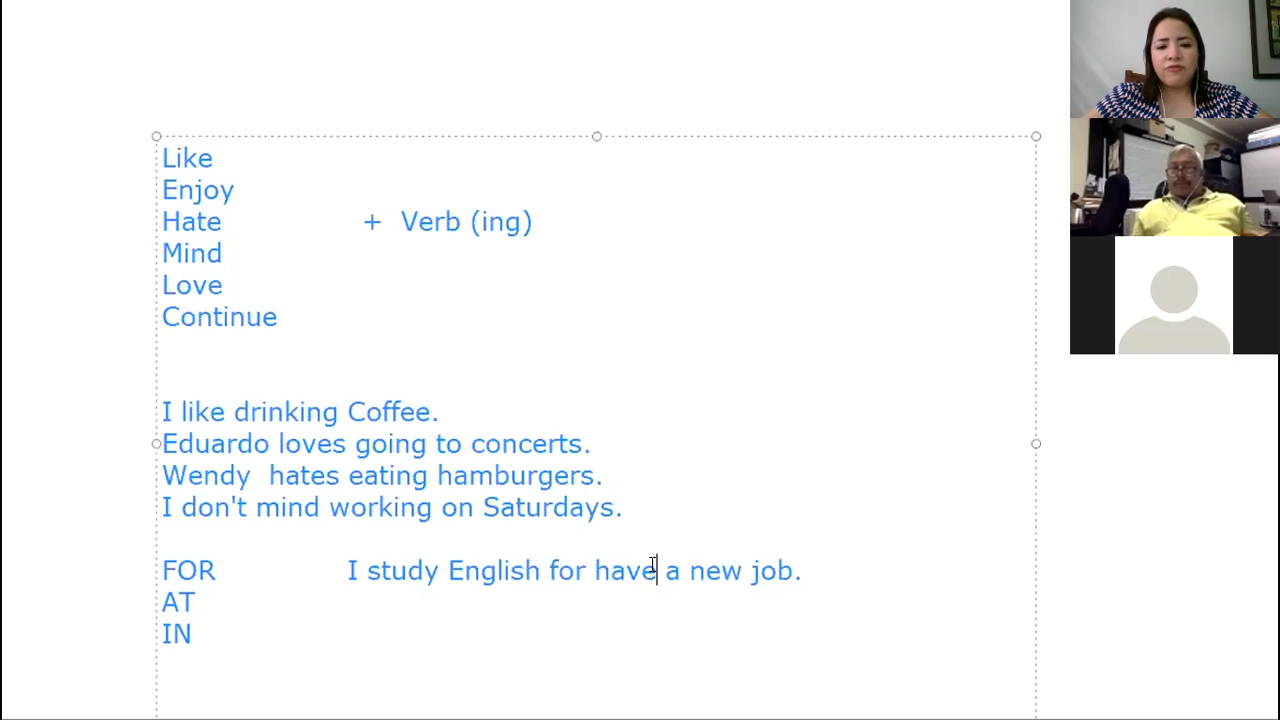 Like
Enjoy
Hate + Verb (ing)
Mind
Love
Continue
I like drinking Coffee.
Eduardo loves going to concerts.
Wendy hates eating hamburgers.
I don't mind working on Saturdays.
FOR I study English for have a new job.
AT
IN